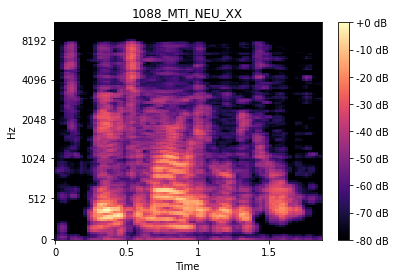 1088_MTI_NEU_XX
+0 dB
8192
-10 dB
4096
-20 dB
-30 dB
2048
Hz
-40 dB
1024
-50 dB
512
-60 dB
-70 dB
0
-80 dB
0
0.5
1
1.5
Time